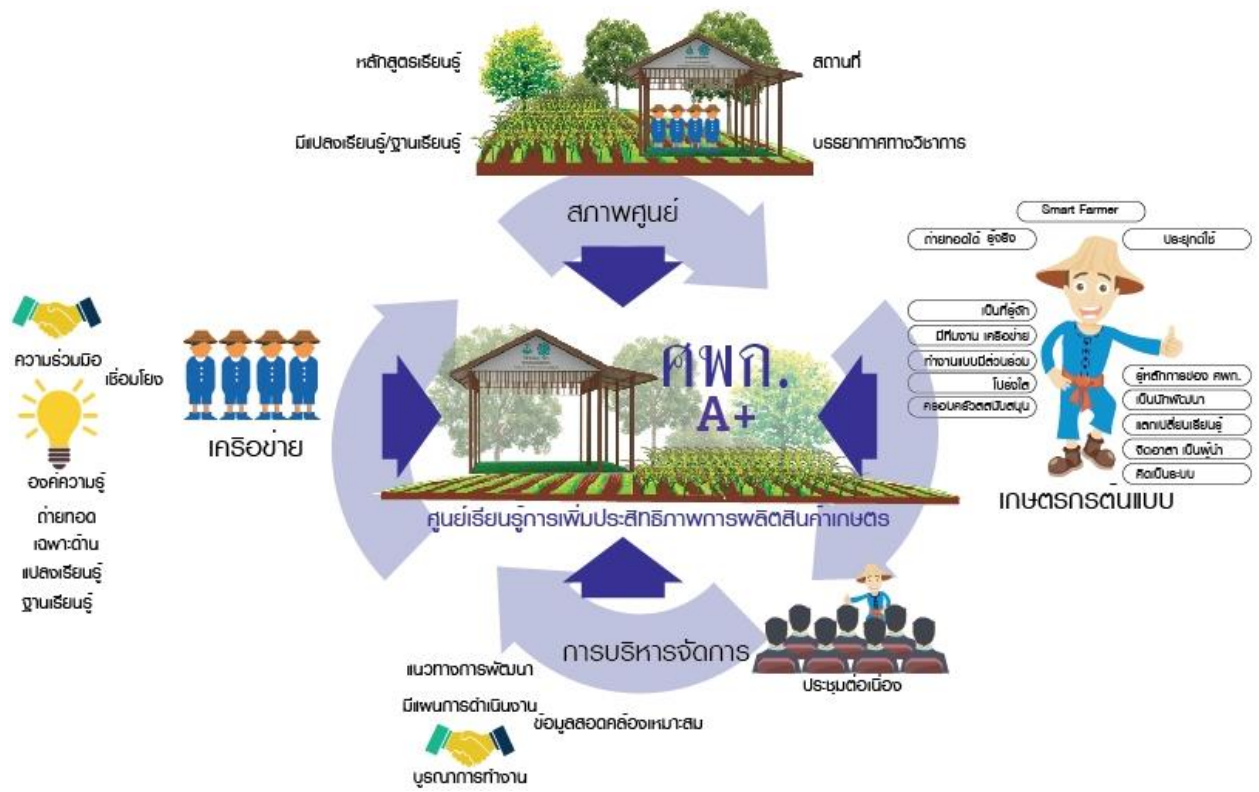 หลักสูตรเรียนรู้
สถานที่
มีแปลงเรียนรู้/ฐานเรียนรู้
บรรยากาศทางวิชาการ
สภาพศูนย์
Smart Farmer
ถ่ายทอดได้ รู้จริง
ประยุกต์ใช้
เป็นที่รู้จัก
มีทีมงาน เครือข่าย
ทำงานแบบมีส่วนร่วม
โปร่งใส
ครอบครัวสนับสนุน
รู้หลักการของ ศพก.
เป็นนักพัฒนา
แลกเปลี่ยนเรียนรู้
จิตอาสา เป็นผู้นำ
คิดเป็นระบบ
เกษตรกรต้นแบบ
ความร่วมมือ
เชื่อมโยง
เครือข่าย
องค์ความรู้
ถ่ายทอด
เฉพาะด้าน
แปลงเรียนรู้
ฐานเรียนรู้
ศพก.
A+
ศูนย์เรียนรู้การเพิ่มประสิทธิภาพการผลิตสินค้าเกษตร
การบริหารจัดการ
ประชุมต่อเนื่อง
แนวทางการพัฒนา
มีแผนการดำเนินงาน
ข้อมูลสอดคล้องเหมาะสม
บูรณาการทำงาน